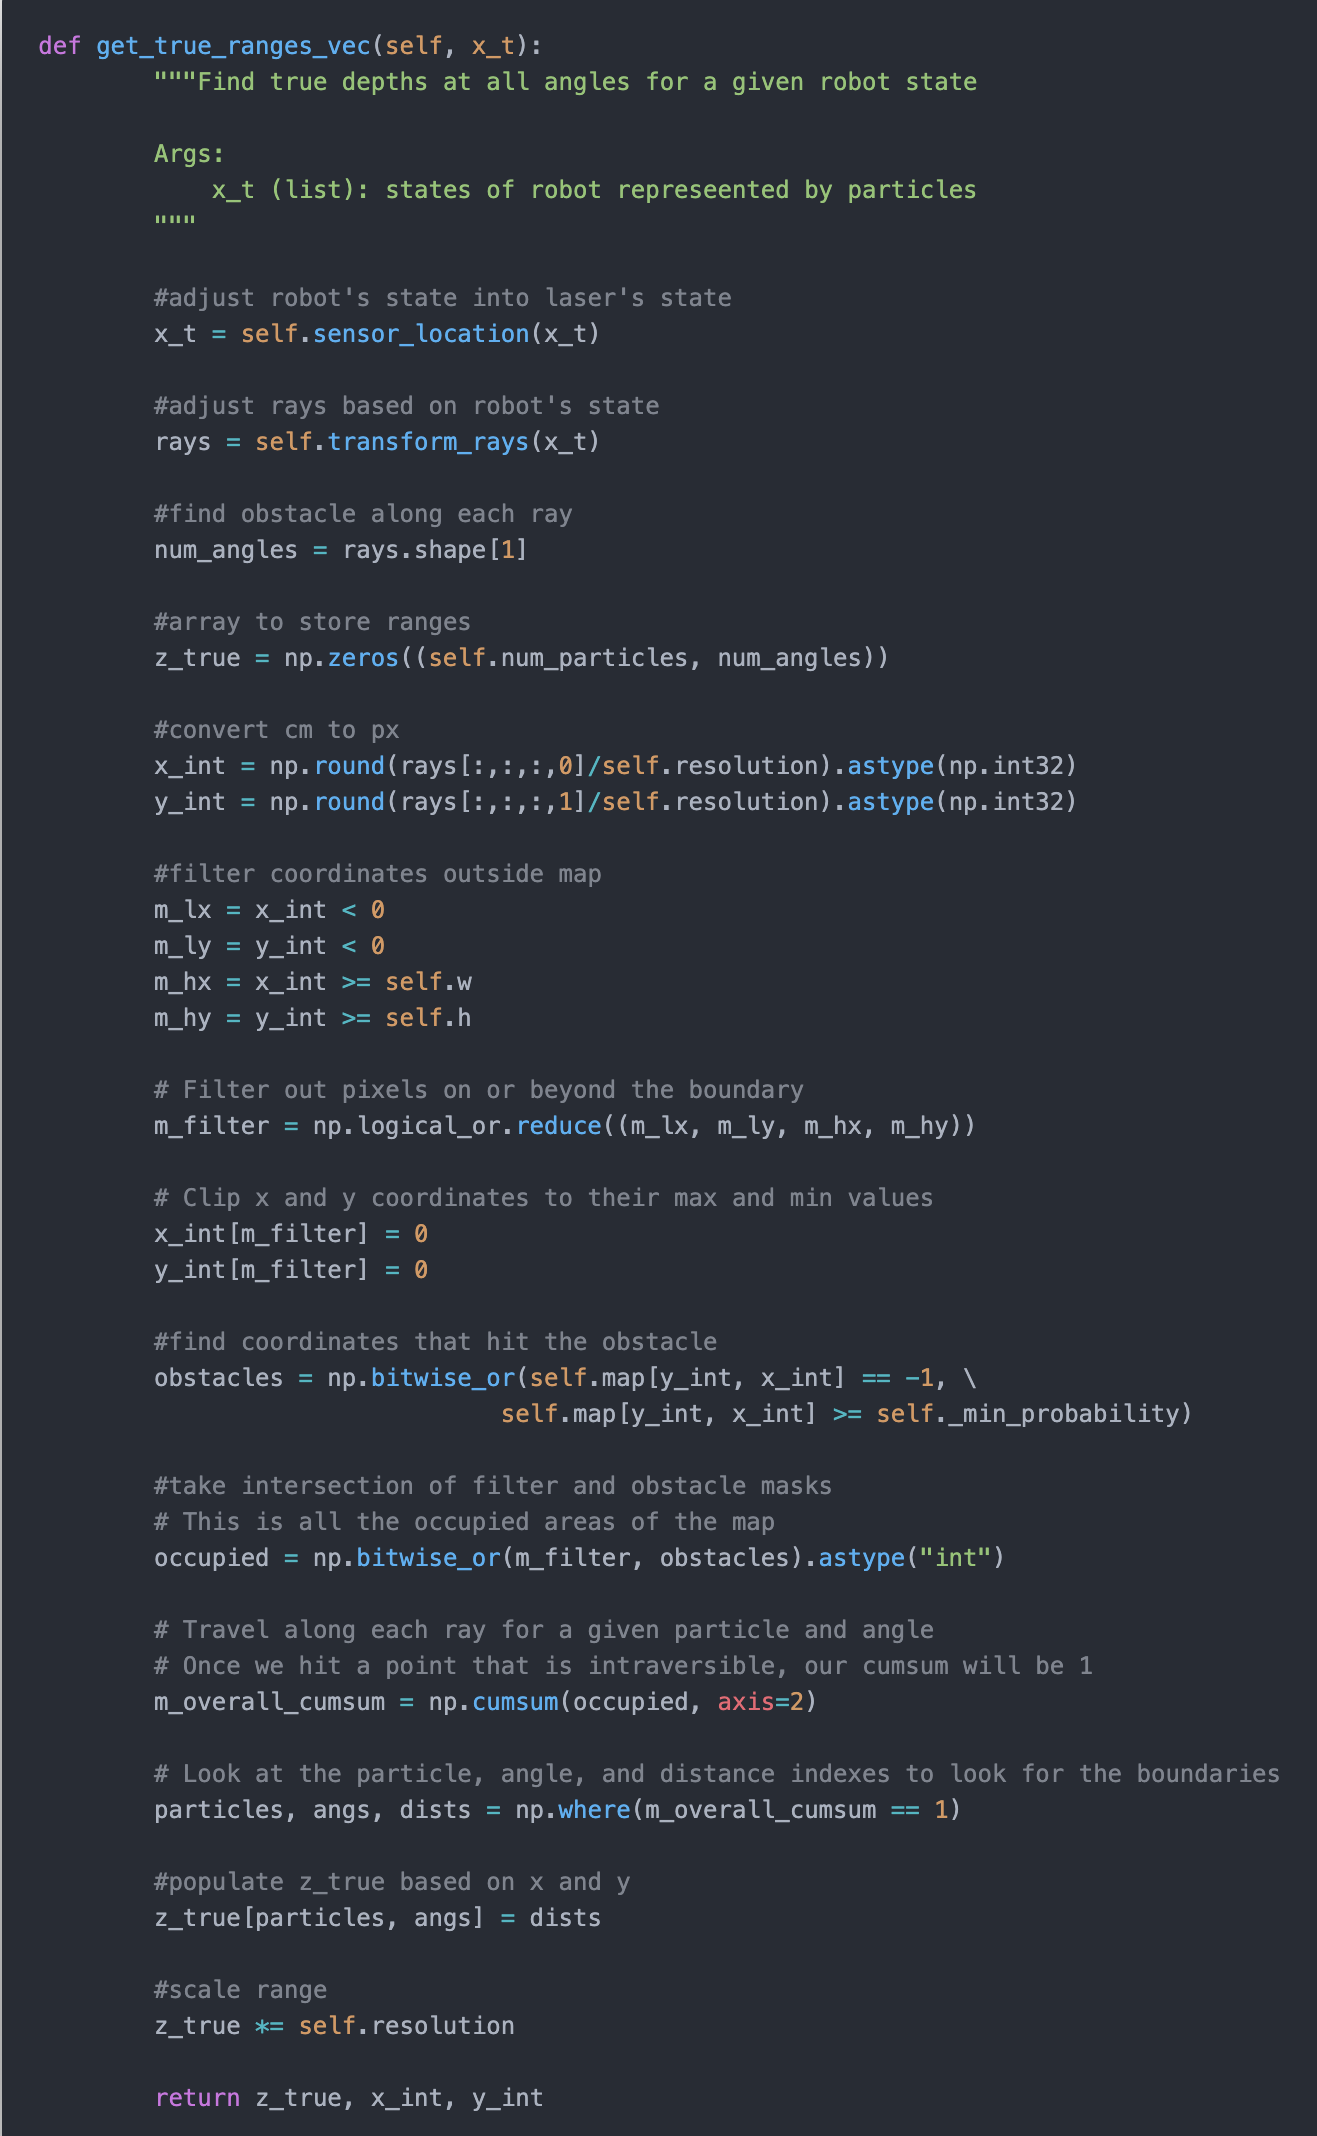 def get_true_ranges_vec(self, x_t):
        """Find true depths at all angles for a given robot state

        Args:
            x_t (list): states of robot represeented by particles
        """

        #adjust robot's state into laser's state
        x_t = self.sensor_location(x_t)

        #adjust rays based on robot's state
        rays = self.transform_rays(x_t)

        #find obstacle along each ray
        num_angles = rays.shape[1]

        #array to store ranges
        z_true = np.zeros((self.num_particles, num_angles))

        #convert cm to px
        x_int = np.round(rays[:,:,:,0]/self.resolution).astype(np.int32)
        y_int = np.round(rays[:,:,:,1]/self.resolution).astype(np.int32)

        #filter coordinates outside map
        m_lx = x_int < 0
        m_ly = y_int < 0
        m_hx = x_int >= self.w
        m_hy = y_int >= self.h

        # Filter out pixels on or beyond the boundary
        m_filter = np.logical_or.reduce((m_lx, m_ly, m_hx, m_hy))

        # Clip x and y coordinates to their max and min values
        x_int[m_filter] = 0
        y_int[m_filter] = 0

        #find coordinates that hit the obstacle
        obstacles = np.bitwise_or(self.map[y_int, x_int] == -1, \
                                self.map[y_int, x_int] >= self._min_probability)

        #take intersection of filter and obstacle masks
        # This is all the occupied areas of the map
        occupied = np.bitwise_or(m_filter, obstacles).astype("int")

        # Travel along each ray for a given particle and angle
        # Once we hit a point that is intraversible, our cumsum will be 1
        m_overall_cumsum = np.cumsum(occupied, axis=2)

        # Look at the particle, angle, and distance indexes to look for the boundaries
        particles, angs, dists = np.where(m_overall_cumsum == 1)

        #populate z_true based on x and y
        z_true[particles, angs] = dists

        #scale range
        z_true *= self.resolution

        return z_true, x_int, y_int